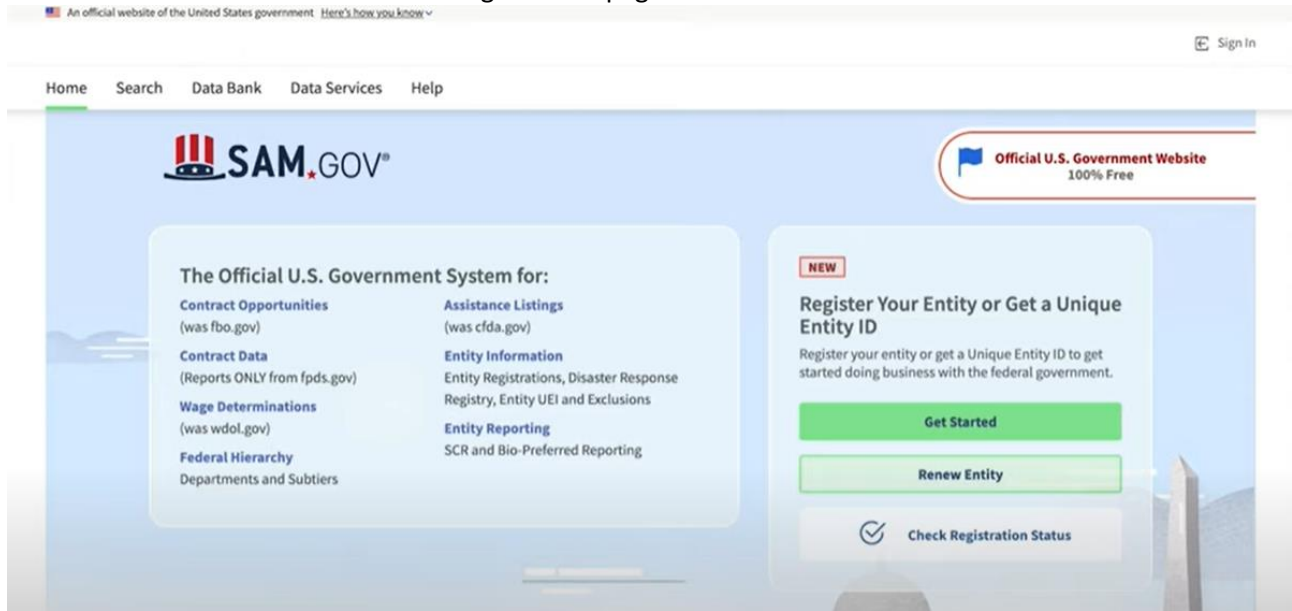 An official website of the United States government Here's how you know
Sign In
Home Search Data Bank Data Services Help
SAM.GOV®
Official U.S. Government Website
100% Free
The Official U.S. Government System for:
Contract Opportunities
(was fbo.gov)
Contract Data
(Reports ONLY from fpds.gov)
Wage Determinations
(was wdol.gov)
Federal Hierarchy
Departments and Subtiers
Assistance Listings
(was cfda.gov)
Entity Information
Entity Registrations, Disaster Response
Registry, Entity UEI and Exclusions
Entity Reporting
SCR and Bio-Preferred Reporting
NEW
Register Your Entity or Get a Unique
Entity ID
Register your entity or get a Unique Entity ID to get
started doing business with the federal government.
Get Started
Renew Entity
Check Registration Status